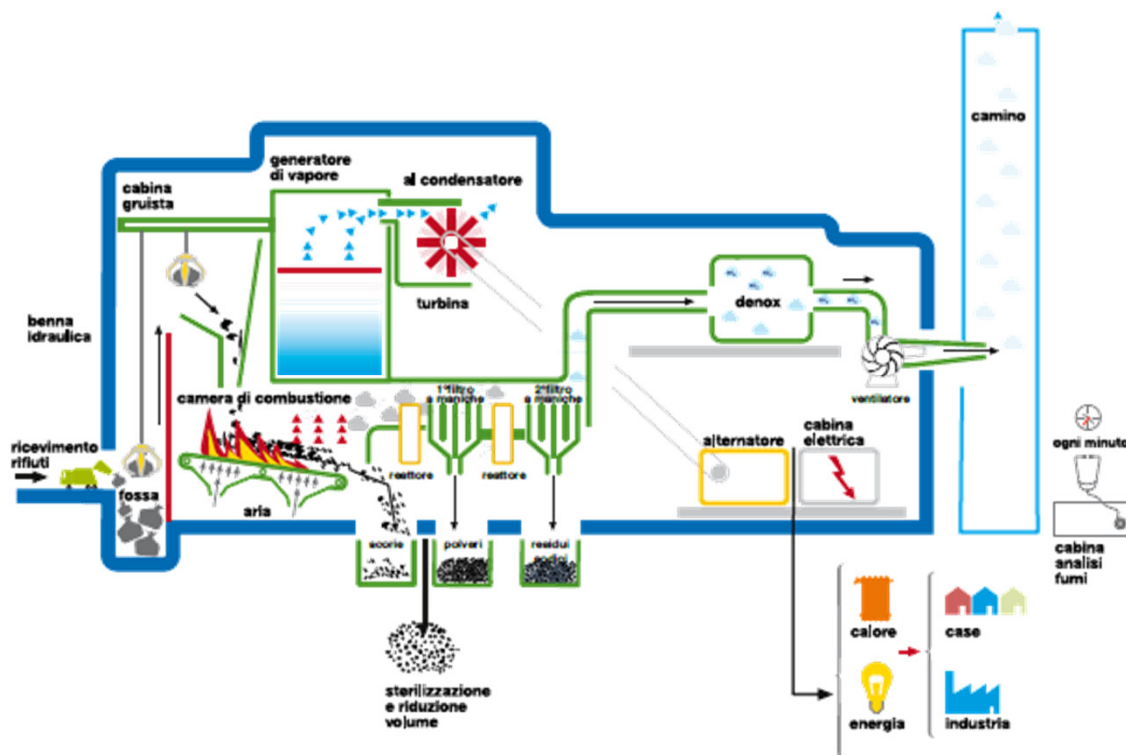 camino
generatore
di vapore
al condensatore
cabina
gruista
turbina
denox
benna
idraulica
camera di combustione
1°filtro
a maniche
2°filtro
a maniche
ventilatore
ricevimento
rifiuti
fossa
aria
reattore
reattore
alternatore
cabina
elettrica
ogni minuto
scorie
polveri
residui
sodici
cabina
analisi
fumi
calore
case
sterilizzazione
e riduzione
volume
energia
industria